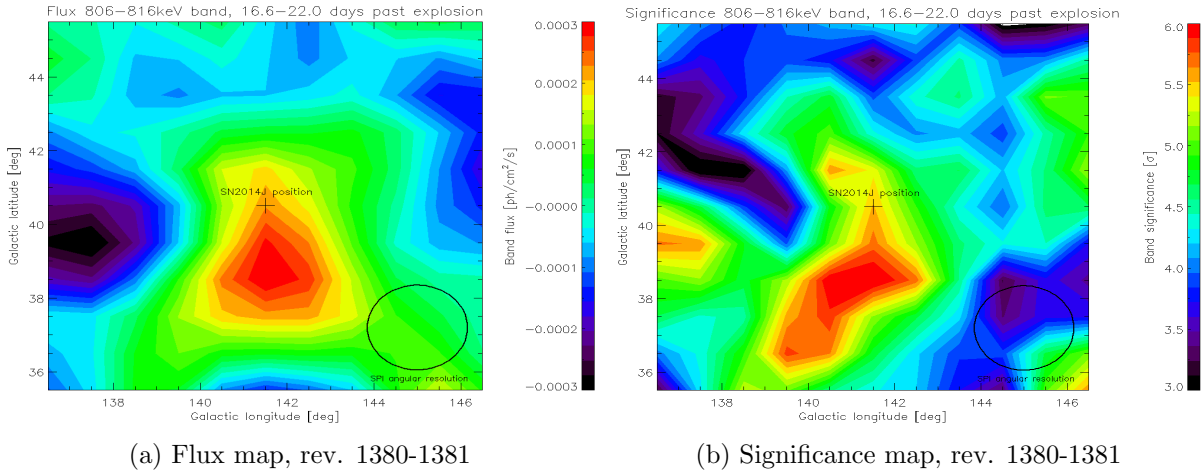 Flux 806-816keV band, 16.6-22.0 days past explosion
Galactic latitude [deg]
44
42
40
38
36
SN2014J position
SPI angular resolution
138
140
142
144
146
Galactic longitude [deg]
0.0003
0.0002
0.0001
-0.0000
-0.0001
-0.0002
-0.0003
Band flux [ph/cm²/s]
(a) Flux map, rev. 1380-1381
Significance 806-816keV band, 16.6-22.0 days past explosion
Galactic latitude [deg]
44
42
40
38
36
SN2014J position
SPI angular resolution
138
140
142
144
146
Galactic longitude [deg]
6.0
5.5
5.0
4.5
4.0
3.5
3.0
Band significance [σ]
(b) Significance map, rev. 1380-1381